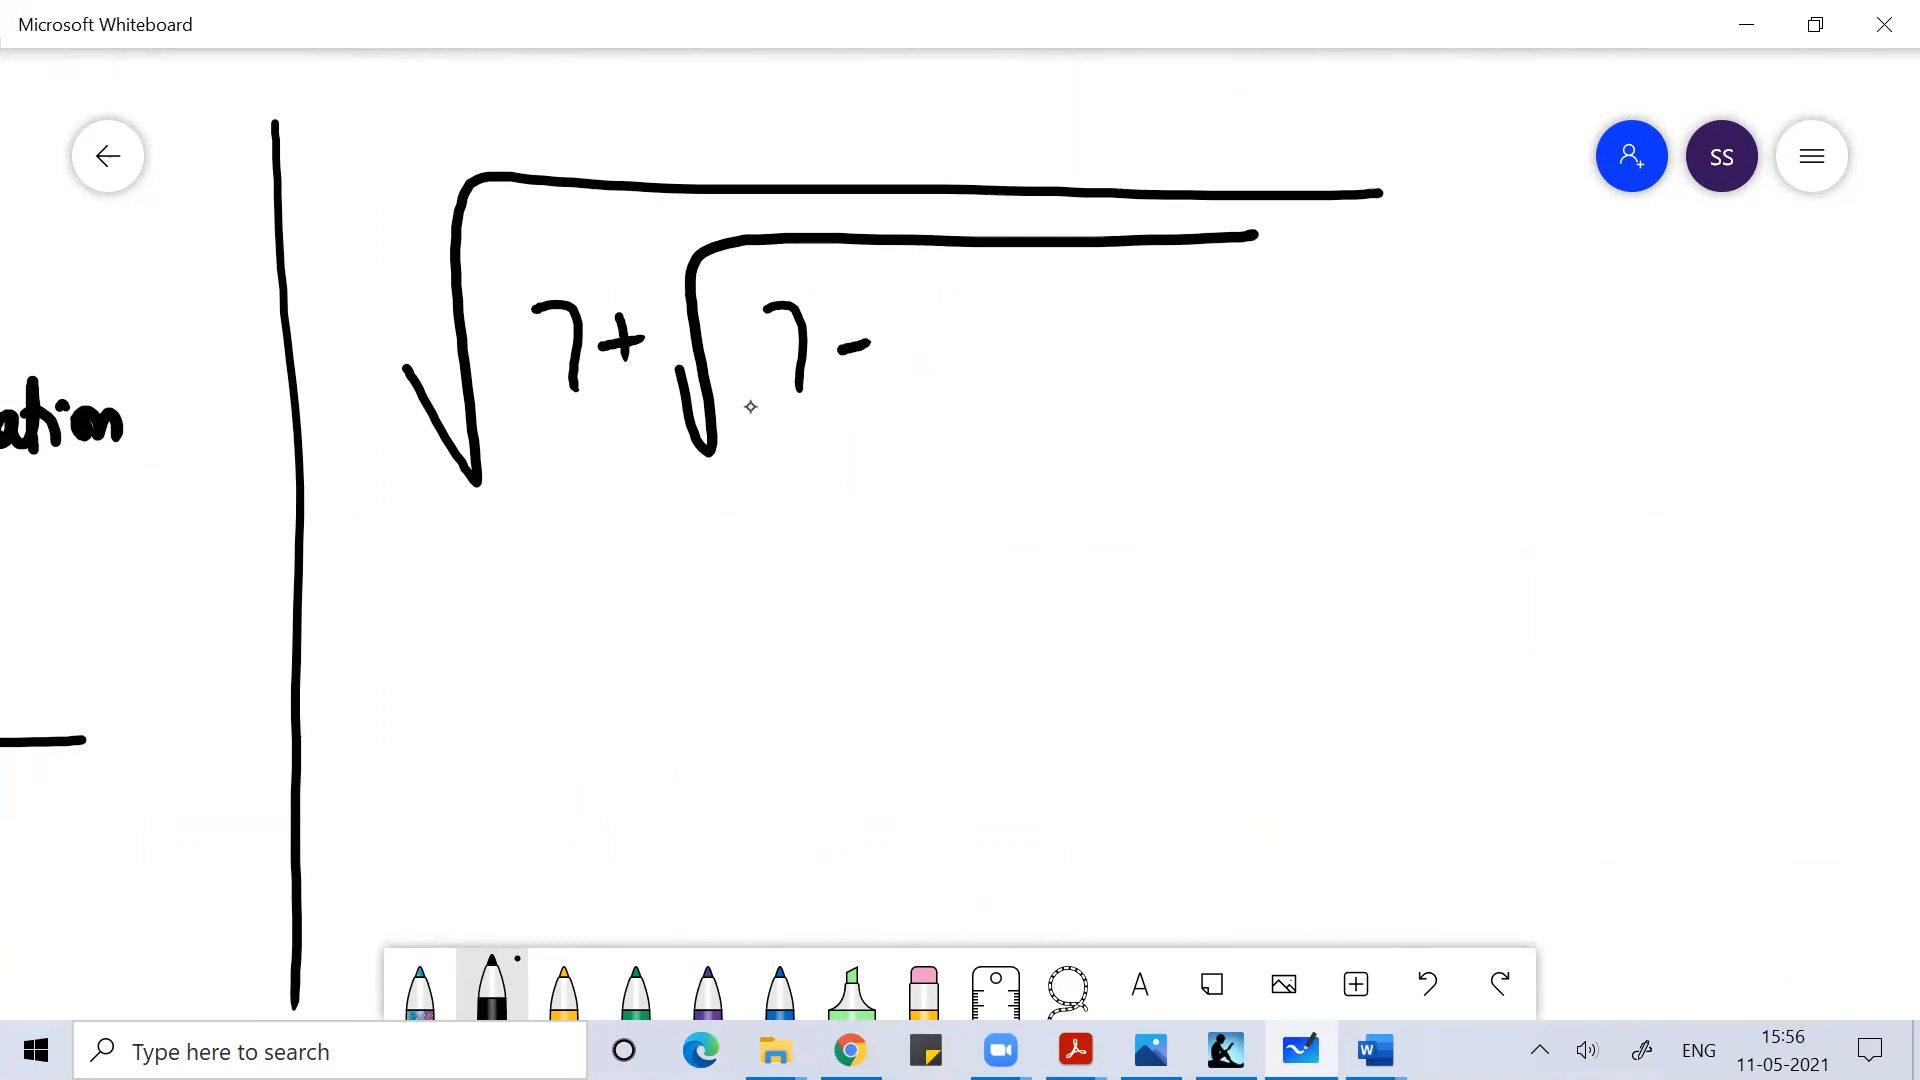 Microsoft Whiteboard
SS
√7+√7-
ation
A
Type here to search
W
ENG
15:56
11-05-2021